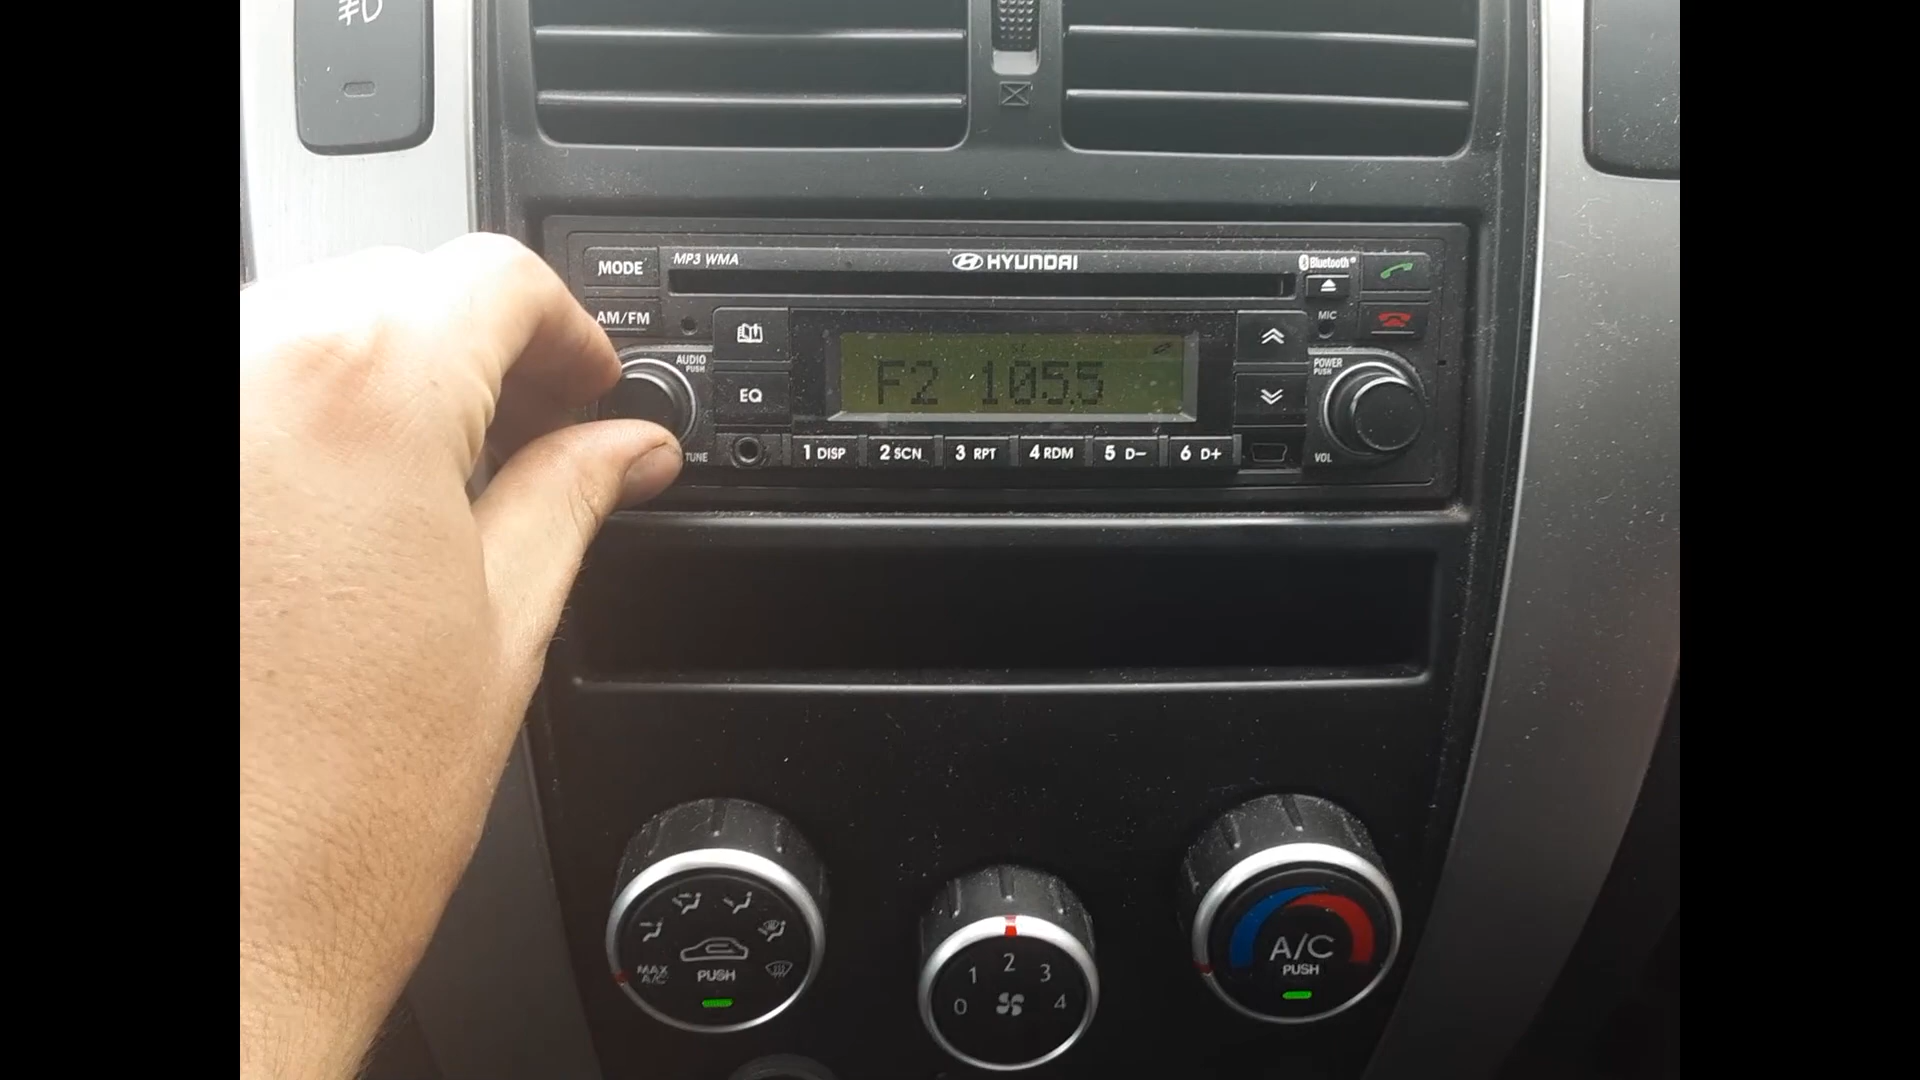 MODE
MP3 WMA
HYUNDAI
Bluetooth®
AM/FM
MIC
AUDIO
PUSH
POWER
PUSH
F2 105.5
EQ
TUNE
1 DISP
2 SCN
3 RPT
4 RDM
5 D-
6 D+
VOL
MAX
A/C
PUSH
0 1 2 3 4
A/C
PUSH